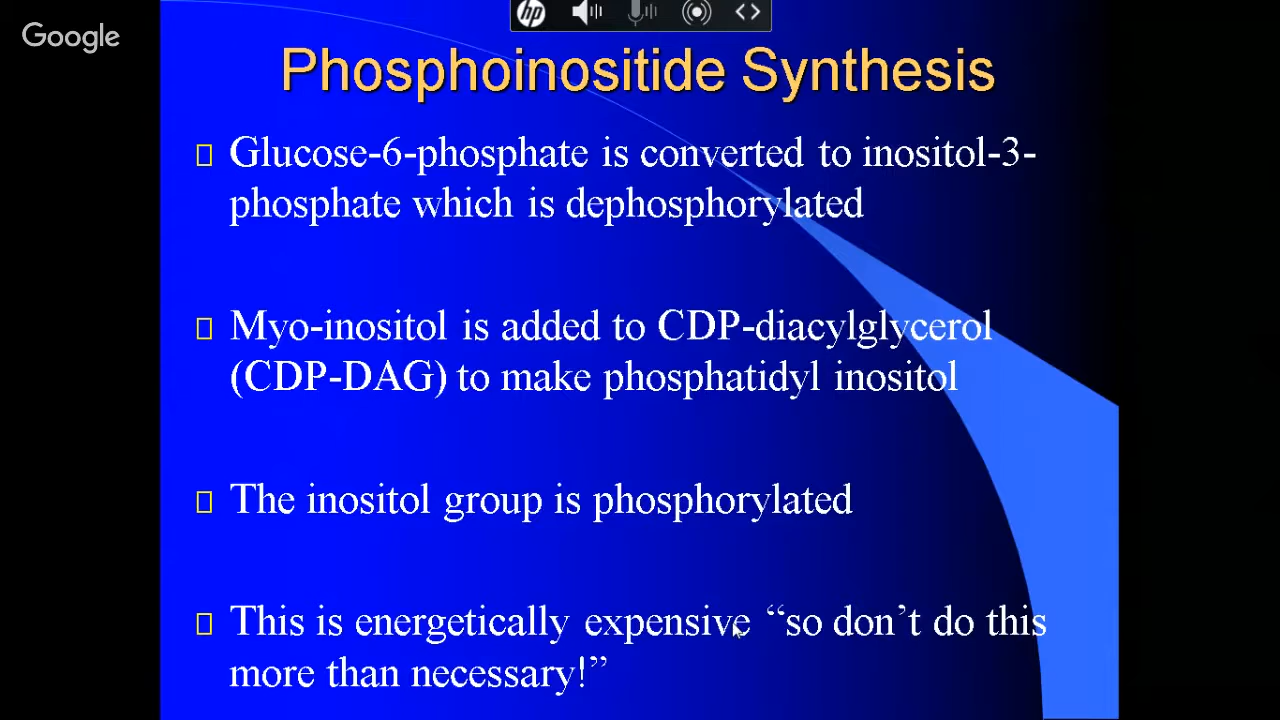 hp
Google
Phosphoinositide Synthesis
Glucose-6-phosphate is converted to inositol-3-
phosphate which is dephosphorylated
Myo-inositol is added to CDP-diacylglycerol
(CDP-DAG) to make phosphatidyl inositol
The inositol group is phosphorylated
This is energetically expensive “so don’t do this
more than necessary!”